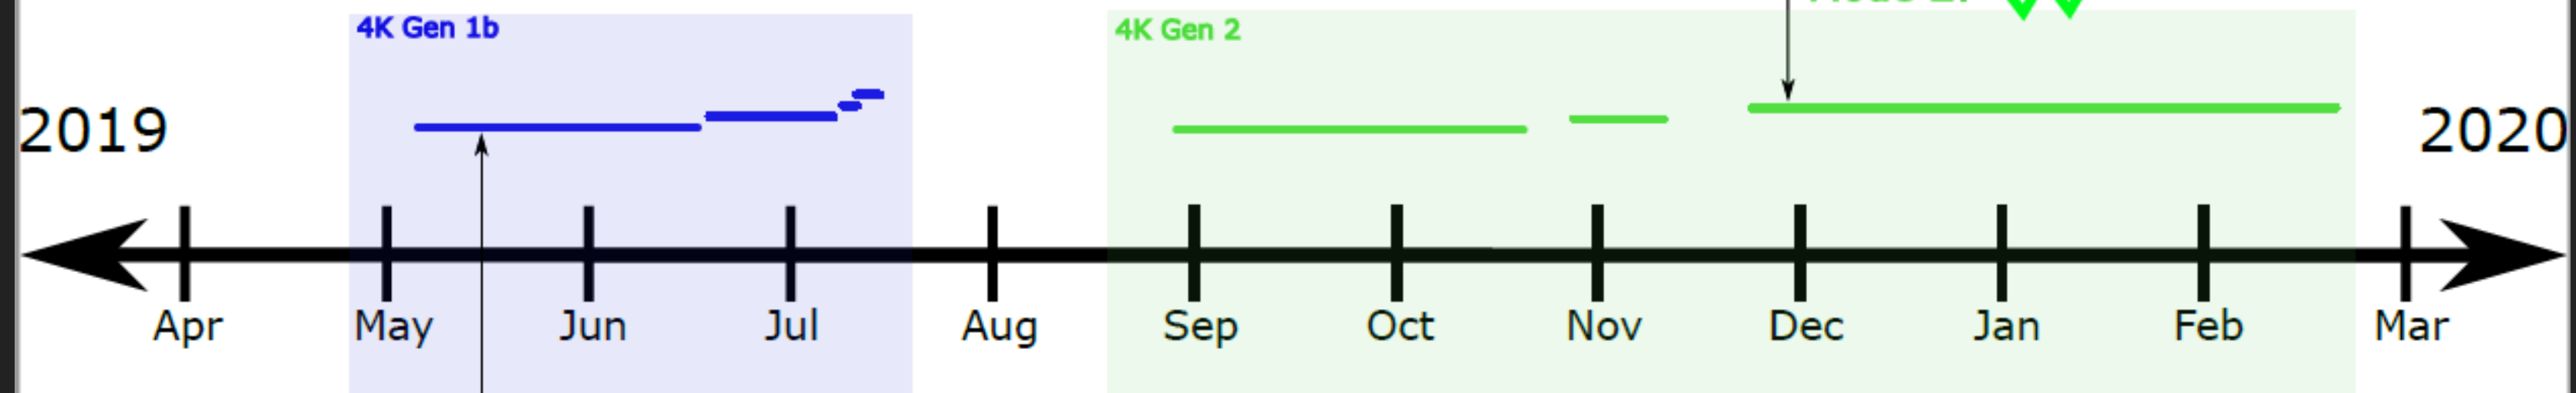 4K Gen 1b
4K Gen 2
2019
2020
Apr May Jun Jul Aug Sep Oct Nov Dec Jan Feb Mar